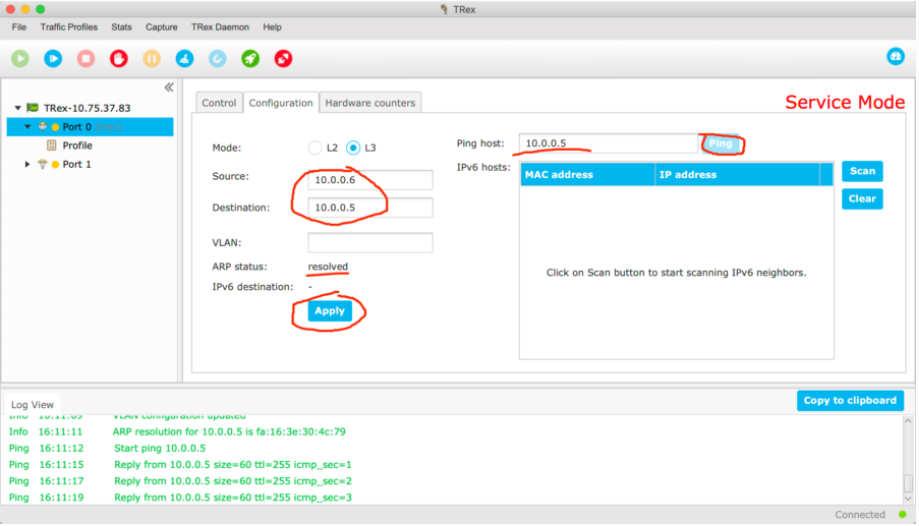 TRex
File Traffic Profiles Stats Capture TRex Daemon Help
TRex-10.75.37.83
Port 0
Profile
Port 1
Control Configuration Hardware counters
Service Mode
Mode: L2 L3
Source: 10.0.0.6
Destination: 10.0.0.5
VLAN:
ARP status: resolved
IPv6 destination: -
Apply
Ping host: 10.0.0.5 Ping
IPv6 hosts: MAC address IP address
Scan
Clear
Click on Scan button to start scanning IPv6 neighbors.
Log View
Copy to clipboard
Info 16:11:09 VLAN configuration updated
Info 16:11:11 ARP resolution for 10.0.0.5 is fa:16:3e:30:4c:79
Ping 16:11:12 Start ping 10.0.0.5
Ping 16:11:15 Reply from 10.0.0.5 size=60 ttl=255 icmp_sec=1
Ping 16:11:17 Reply from 10.0.0.5 size=60 ttl=255 icmp_sec=2
Ping 16:11:19 Reply from 10.0.0.5 size=60 ttl=255 icmp_sec=3
Connected